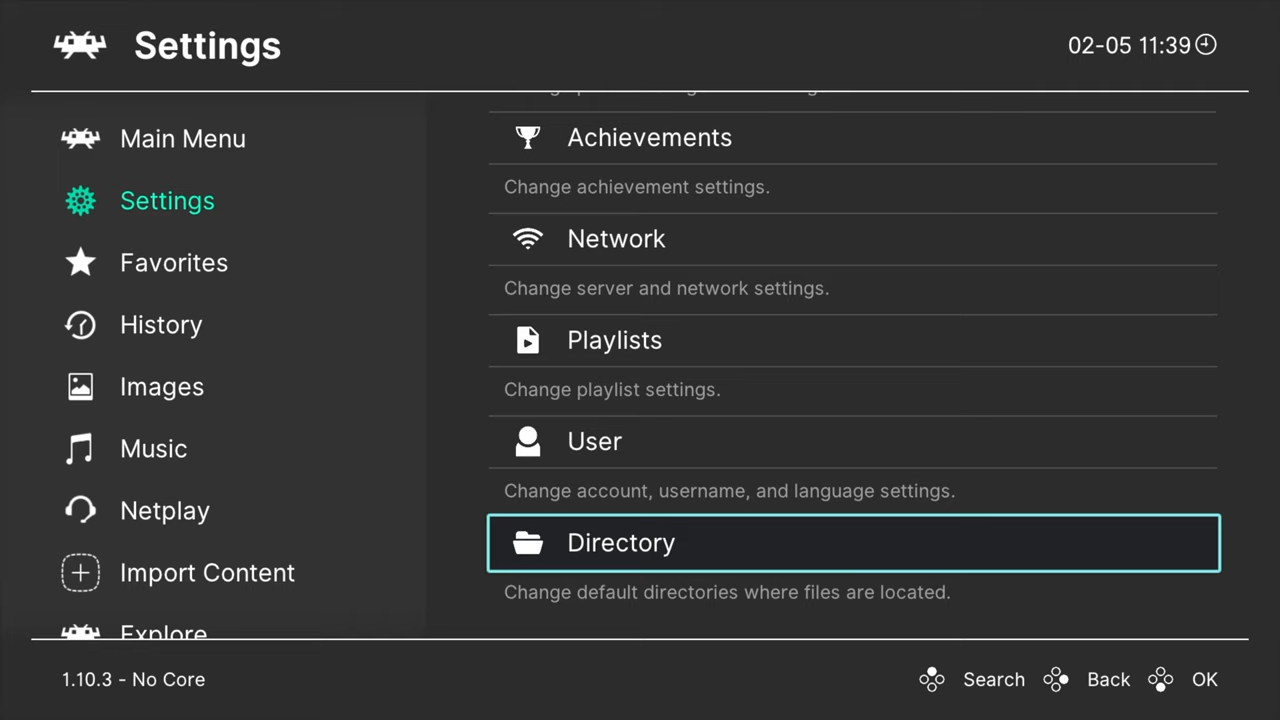 Settings
02-05 11:39
Main Menu
Settings
Favorites
History
Images
Music
Netplay
Import Content
Explore
Achievements
Change achievement settings.
Network
Change server and network settings.
Playlists
Change playlist settings.
User
Change account, username, and language settings.
Directory
Change default directories where files are located.
1.10.3 - No Core
Search
Back
OK